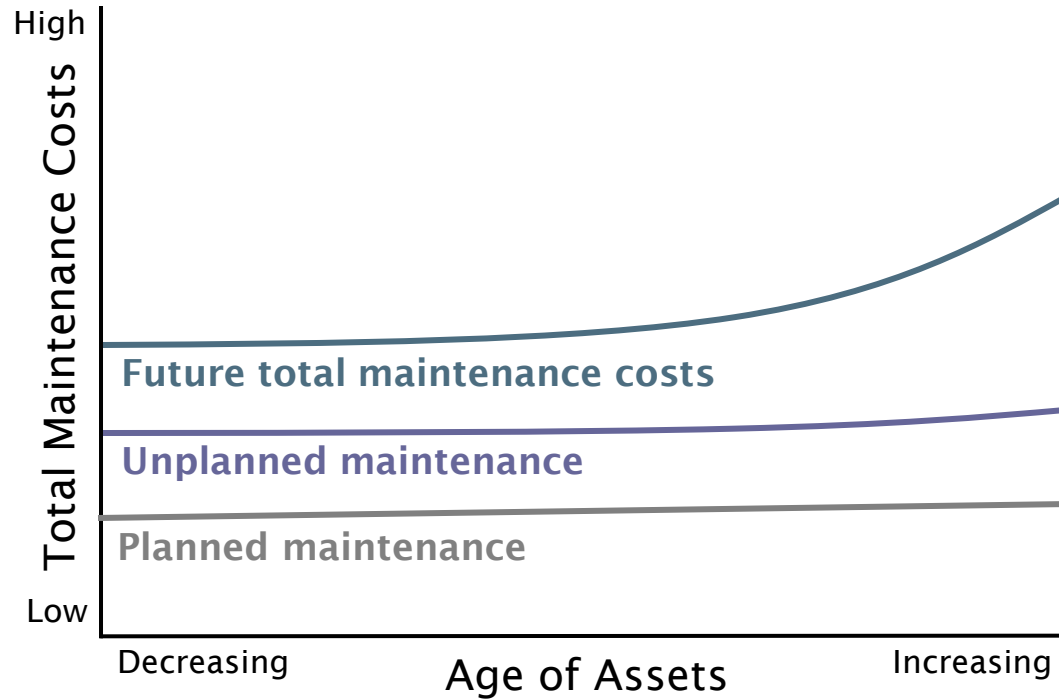 High
Total Maintenance Costs
Future total maintenance costs
Unplanned maintenance
Planned maintenance
Low
Decreasing
Age of Assets
Increasing